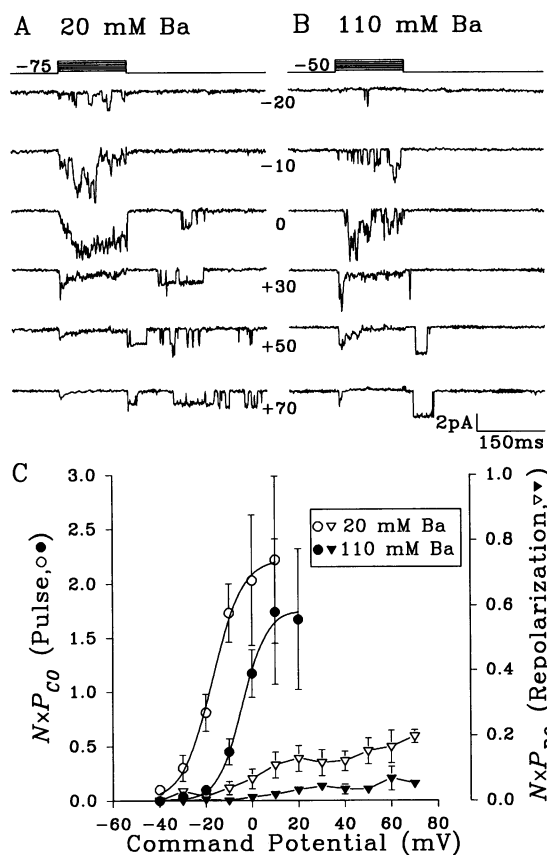 A 20 mM Ba
B 110 mM Ba
−75
−50
−20
−10
0
+30
+50
+70
2pA
150ms
C
3.0
2.5
2.0
1.5
1.0
0.5
0.0
N×P_CO (Pulse,○●)
○▽ 20 mM Ba
●▼ 110 mM Ba
1.0
0.8
0.6
0.4
0.2
0.0
(Repolarization,▽▼)
−60 −40 −20 0 20 40 60 80
Command Potential (mV)